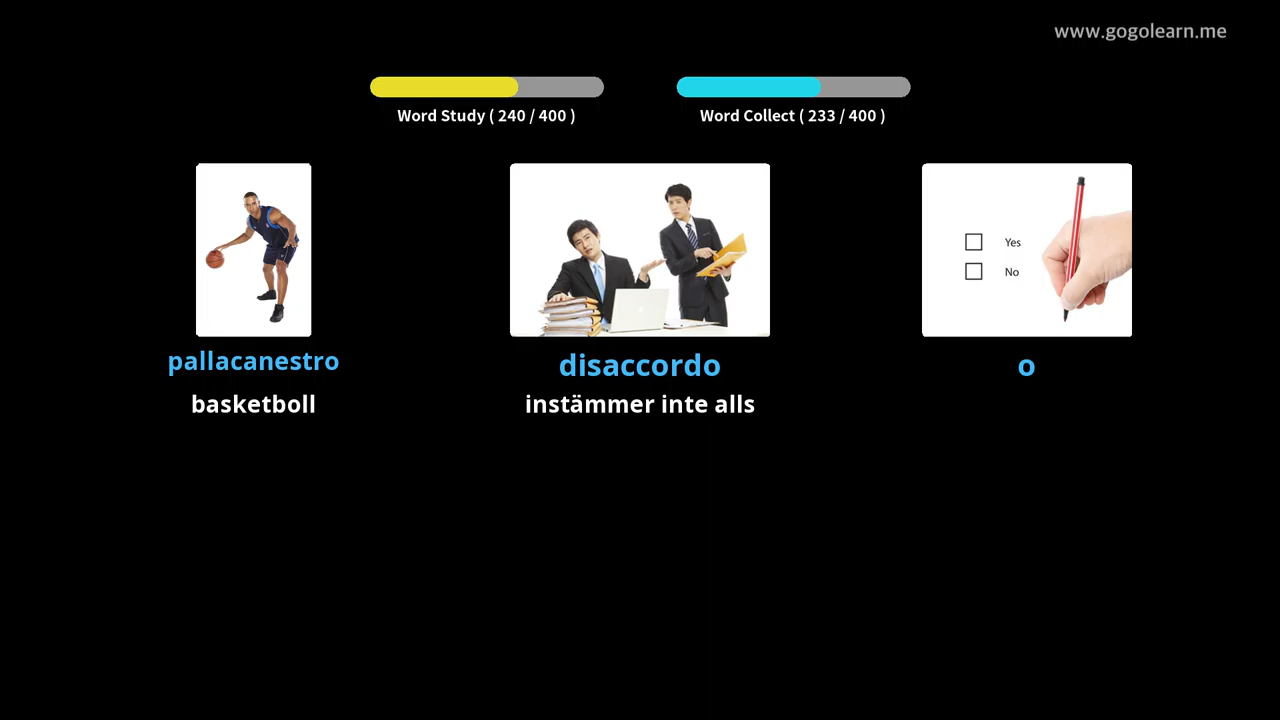 www.gogolearn.me
Word Study ( 240 / 400 )
Word Collect ( 233 / 400 )
Yes
No
pallacanestro
disaccordo
o
basketboll
instämmer inte alls